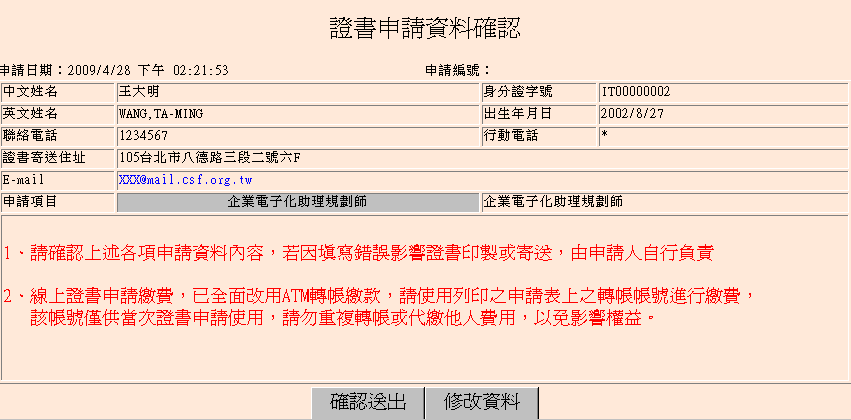 證書申請資料確認
申請日期：2009/4/28 下午 02:21:53 申請編號：
中文姓名 王大明 身分證字號 IT00000002
英文姓名 WANG,TA-MING 出生年月日 2002/8/27
聯絡電話 1234567 行動電話 *
證書寄送住址 105台北市八德路三段二號六F
E-mail XXX@mail.csf.org.tw
申請項目 企業電子化助理規劃師 企業電子化助理規劃師
1、請確認上述各項申請資料內容，若因填寫錯誤影響證書印製或寄送，由申請人自行負責
2、線上證書申請繳費，已全面改用ATM轉帳繳款，請使用列印之申請表上之轉帳帳號進行繳費，
該帳號僅供當次證書申請使用，請勿重複轉帳或代繳他人費用，以免影響權益。
確認送出 修改資料